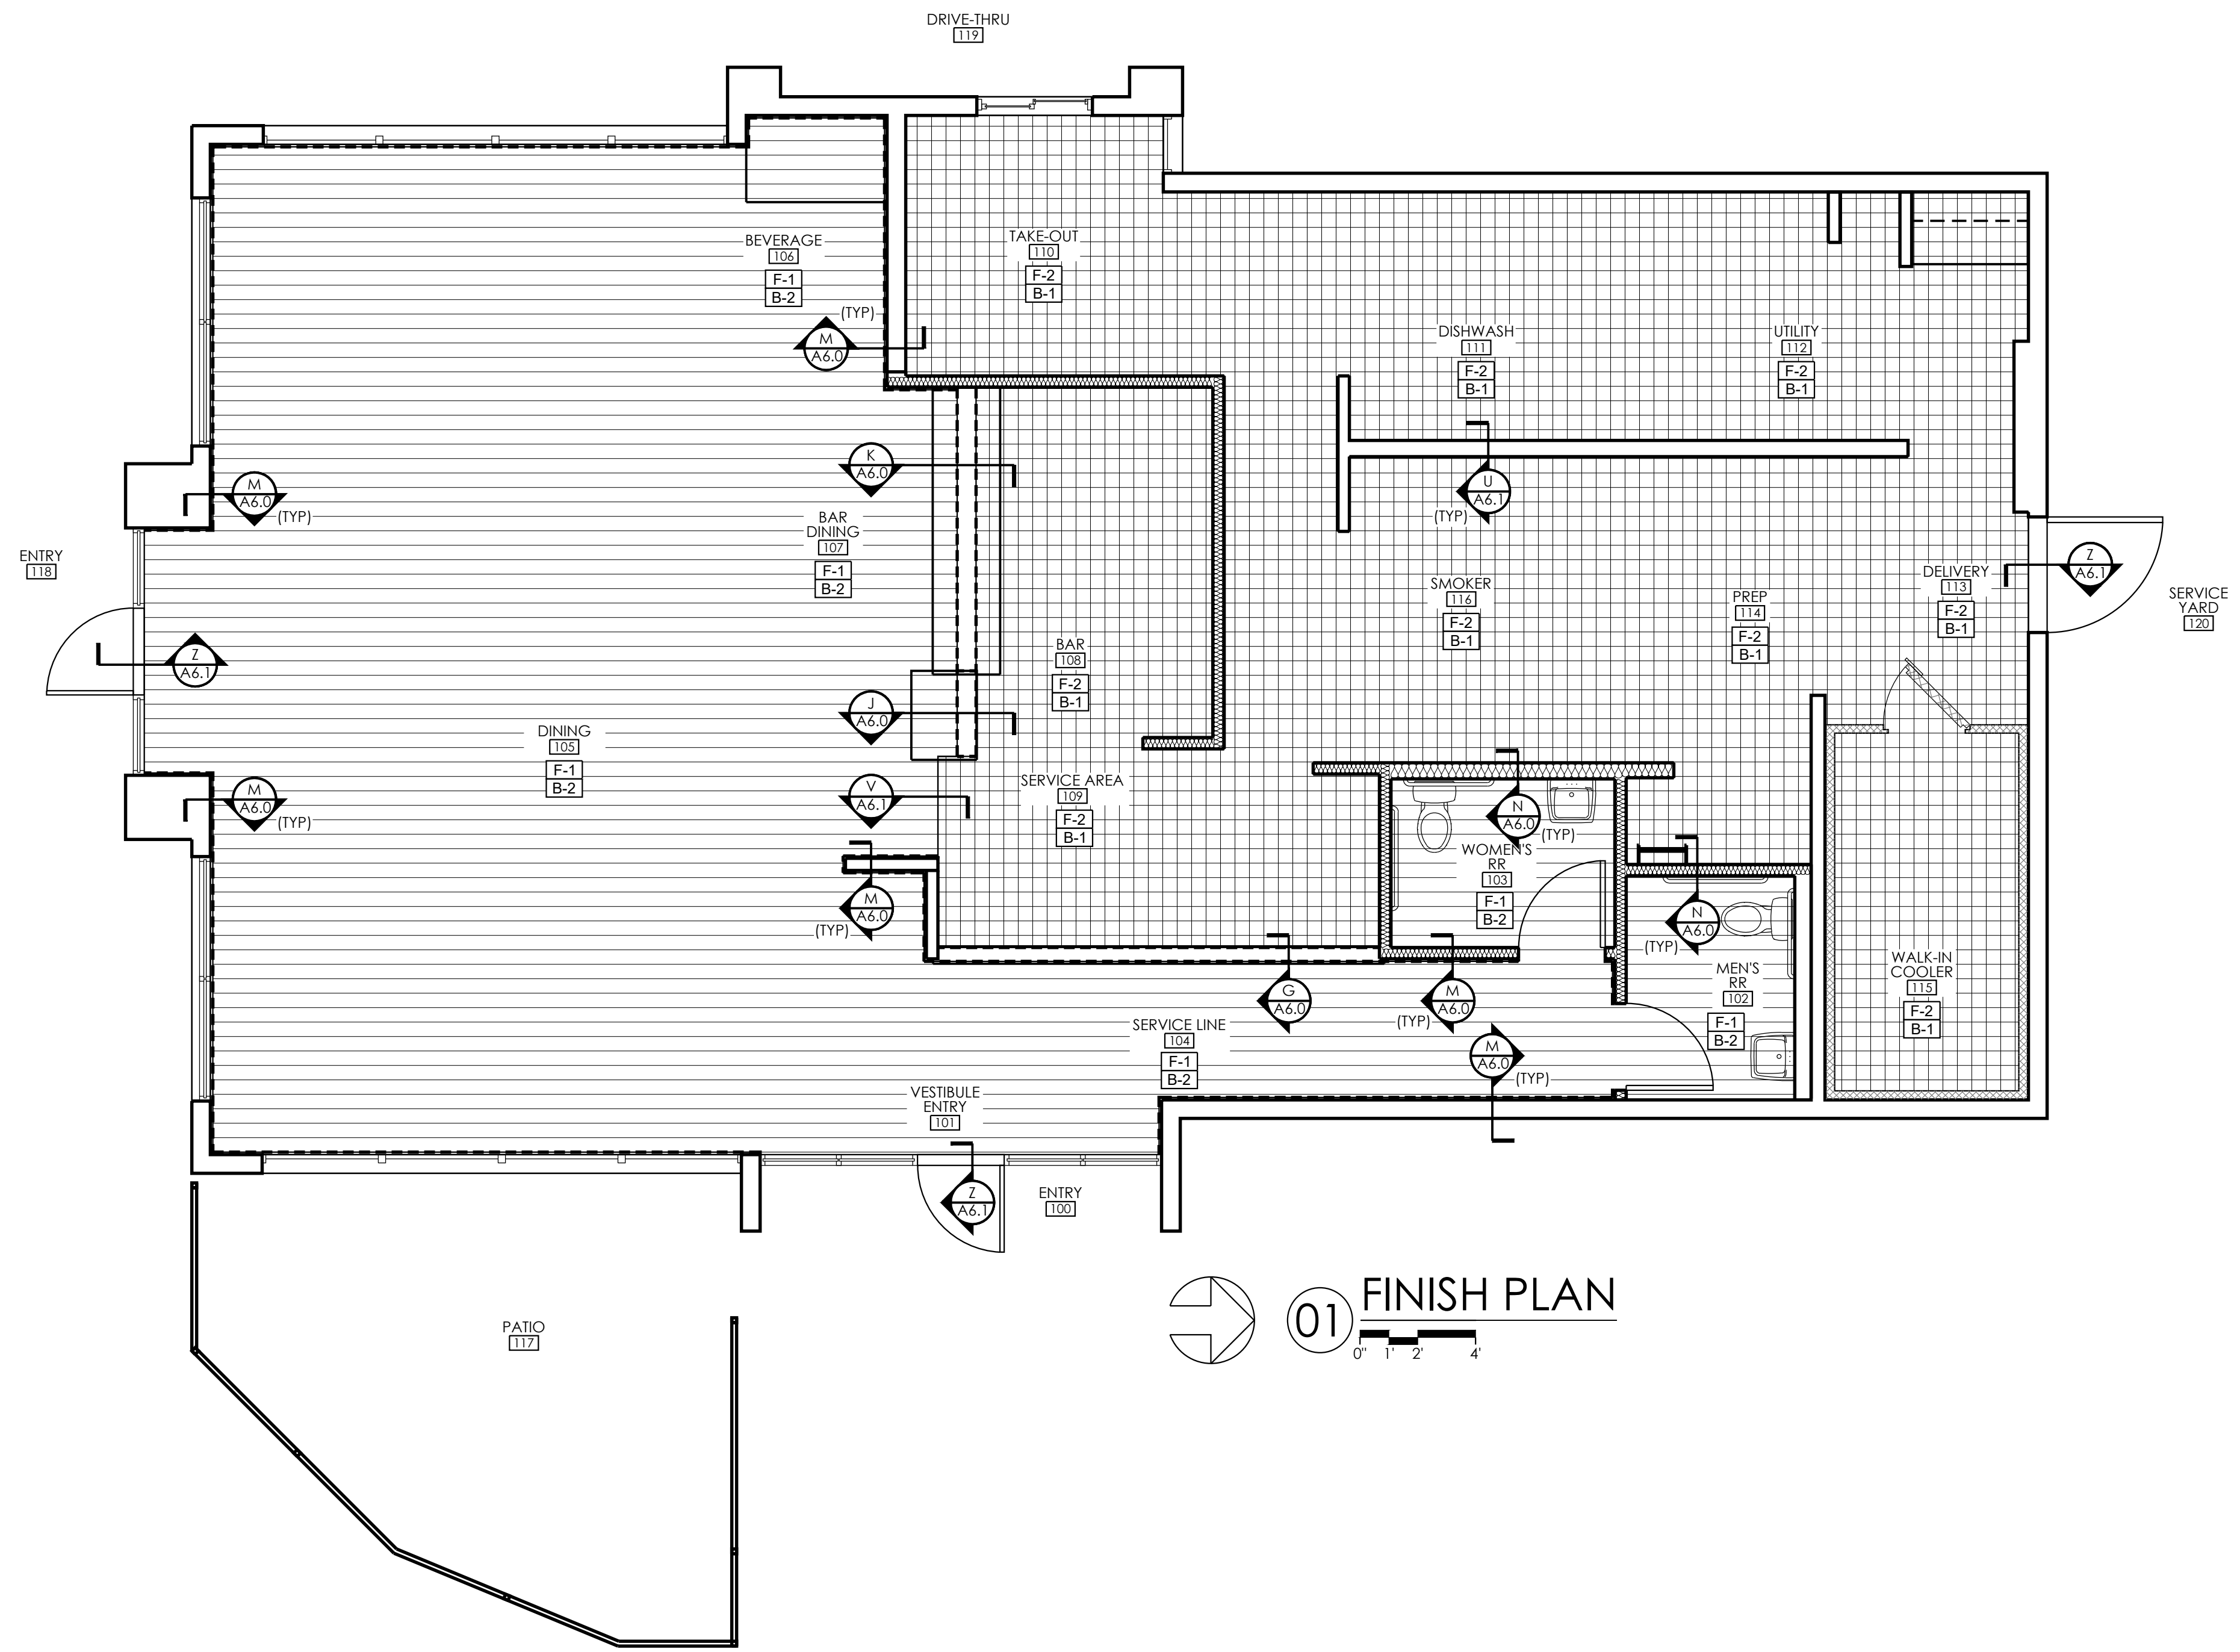 DRIVE-THRU
119
BEVERAGE
106
F-1
B-2
TAKE-OUT
110
F-2
B-1
(TYP)
M
A6.0
DISHWASH
111
F-2
B-1
UTILITY
112
F-2
B-1
K
A6.0
M
A6.0
(TYP)
U
A6.1
(TYP)
BAR
DINING
107
F-1
B-2
ENTRY
118
SMOKER
116
F-2
B-1
PREP
114
F-2
B-1
DELIVERY
113
F-2
B-1
Z
A6.1
SERVICE
YARD
120
Z
A6.1
BAR
108
F-2
B-1
J
A6.0
DINING
105
F-1
B-2
M
A6.0
(TYP)
V
A6.1
SERVICE AREA
109
F-2
B-1
N
A6.0
(TYP)
WOMEN'S
RR
103
F-1
B-2
M
A6.0
(TYP)
N
A6.0
(TYP)
MEN'S
RR
102
F-1
B-2
WALK-IN
COOLER
115
F-2
B-1
G
A6.0
M
A6.0
(TYP)
SERVICE LINE
104
F-1
B-2
M
A6.0
(TYP)
VESTIBULE
ENTRY
101
Z
A6.1
ENTRY
100
PATIO
117
01
FINISH PLAN
0" 1' 2' 4'